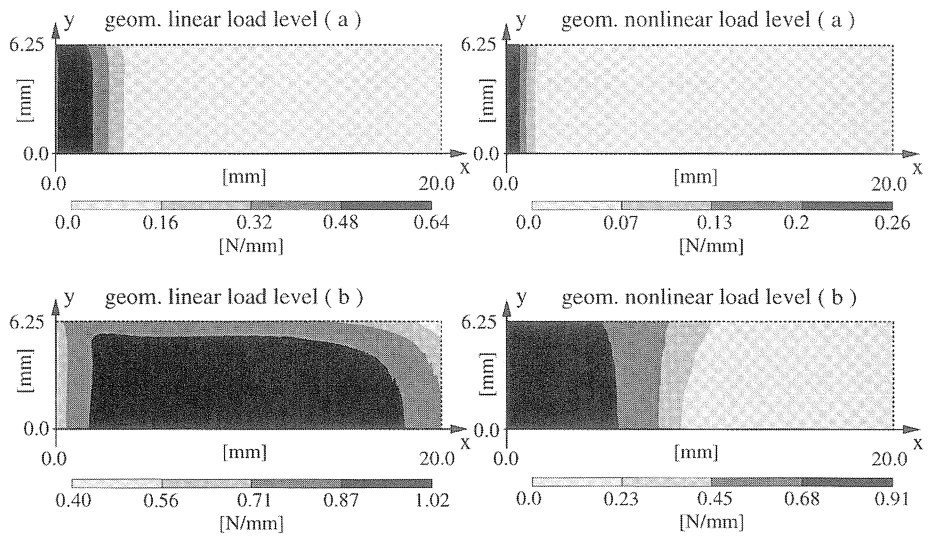 y geom. linear load level ( a )
6.25
[mm]
0.0
0.0 [mm] 20.0 x
0.0 0.16 0.32 0.48 0.64
[N/mm]
y geom. nonlinear load level ( a )
6.25
[mm]
0.0
0.0 [mm] 20.0 x
0.0 0.07 0.13 0.2 0.26
[N/mm]
y geom. linear load level ( b )
6.25
[mm]
0.0
0.0 [mm] 20.0 x
0.40 0.56 0.71 0.87 1.02
[N/mm]
y geom. nonlinear load level ( b )
6.25
[mm]
0.0
0.0 [mm] 20.0 x
0.0 0.23 0.45 0.68 0.91
[N/mm]